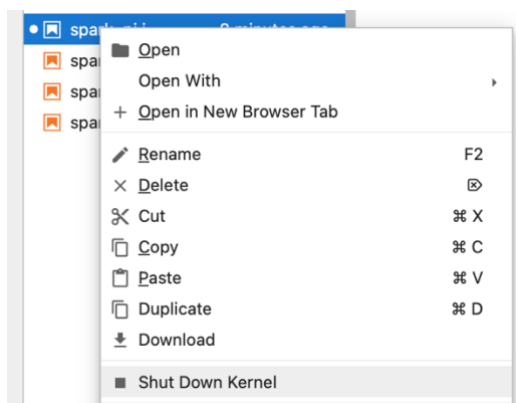 Open
Open With
Open in New Browser Tab
Rename F2
Delete
Cut ⌘ X
Copy ⌘ C
Paste ⌘ V
Duplicate ⌘ D
Download
Shut Down Kernel